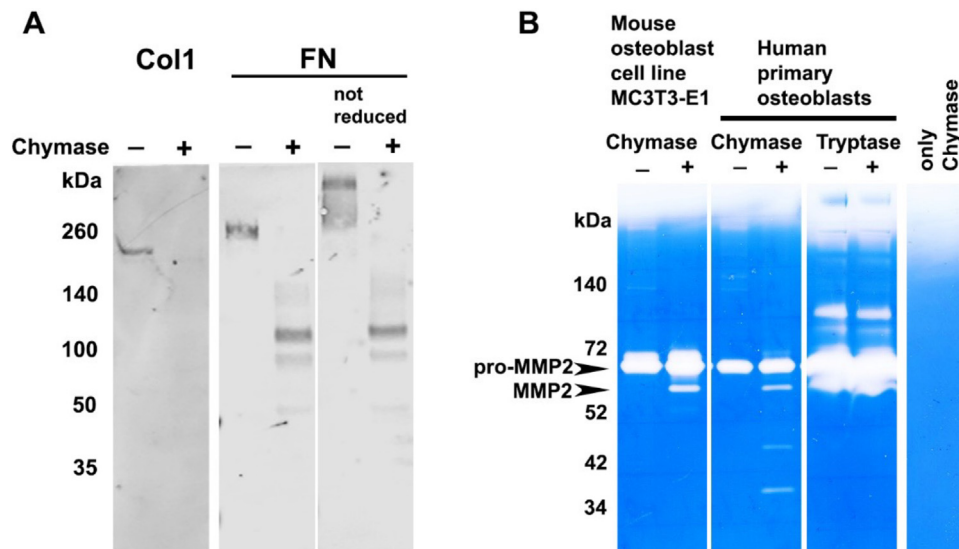 A
Col1
FN
not
reduced
Chymase
– + – + – +
kDa
260
140
100
50
35
B
Mouse
osteoblast
cell line
MC3T3-E1
Human
primary
osteoblasts
only
Chymase
Chymase Chymase Tryptase
– + – + – +
kDa
140
72
pro-MMP2
MMP2
52
42
34